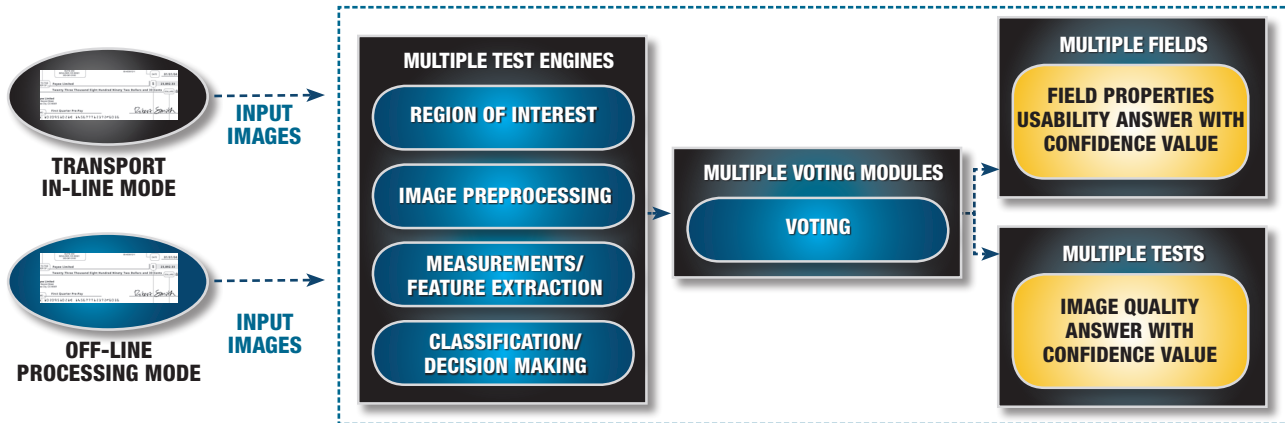 TRANSPORT
IN-LINE MODE
INPUT
IMAGES
OFF-LINE
PROCESSING MODE
INPUT
IMAGES
MULTIPLE TEST ENGINES
REGION OF INTEREST
IMAGE PREPROCESSING
MEASUREMENTS/
FEATURE EXTRACTION
CLASSIFICATION/
DECISION MAKING
MULTIPLE VOTING MODULES
VOTING
MULTIPLE FIELDS
FIELD PROPERTIES
USABILITY ANSWER WITH
CONFIDENCE VALUE
MULTIPLE TESTS
IMAGE QUALITY
ANSWER WITH
CONFIDENCE VALUE